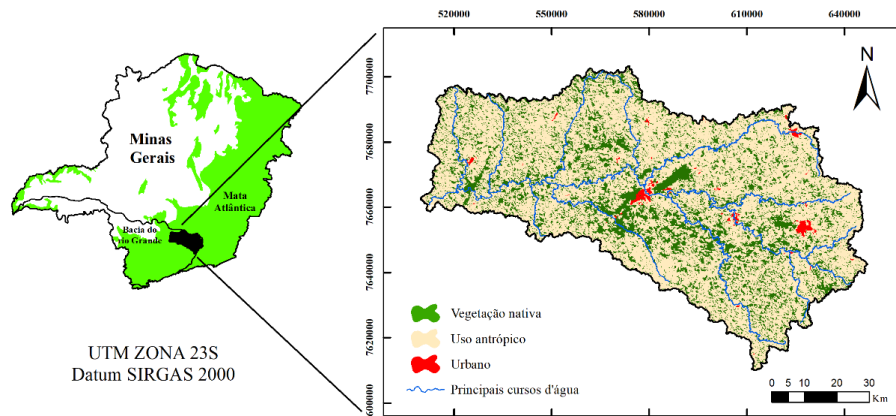 520000 550000 580000 610000 640000
N
7700000
7680000
7660000
7640000
7620000
7600000
Minas
Gerais
Mata
Atlântica
Bacia do
rio Grande
Vegetação nativa
Uso antrópico
Urbano
Principais cursos d'água
UTM ZONA 23S
Datum SIRGAS 2000
0 5 10 20 30
Km